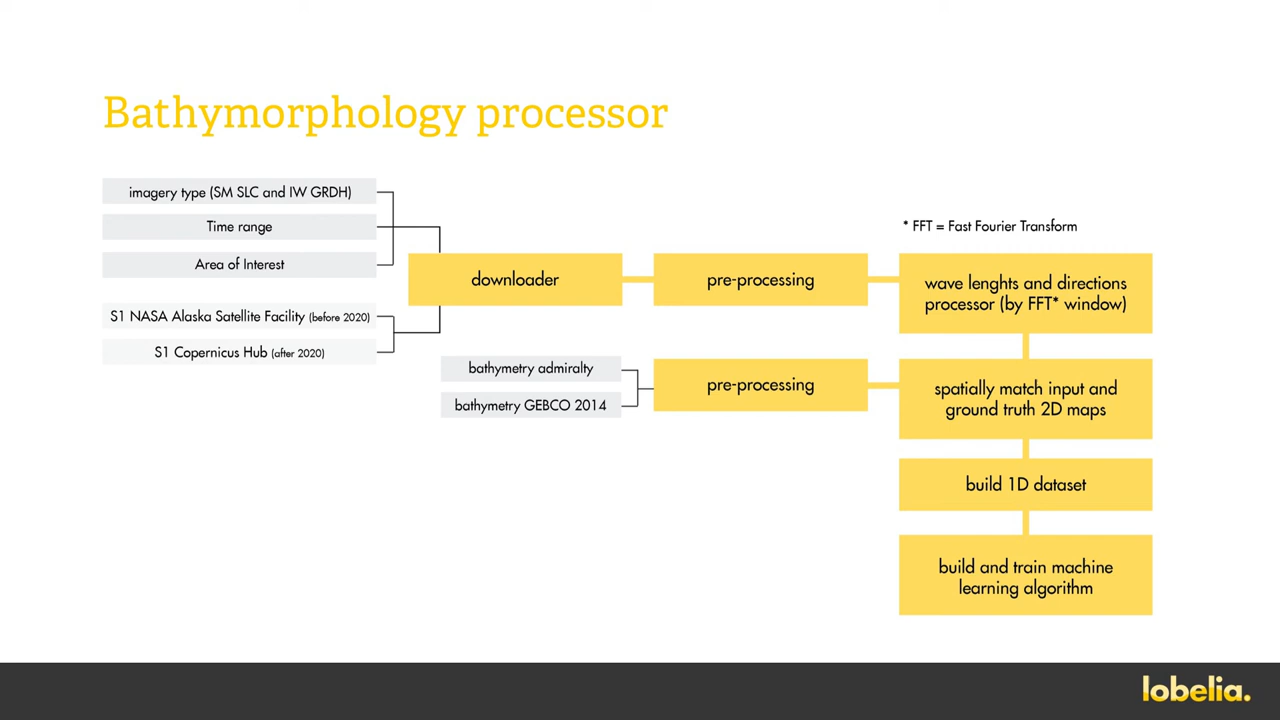 Bathymorphology processor
imagery type (SM SLC and IW GRDH)
Time range
Area of Interest
S1 NASA Alaska Satellite Facility (before 2020)
S1 Copernicus Hub (after 2020)
downloader
pre-processing
* FFT = Fast Fourier Transform
wave lenghts and directions
processor (by FFT* window)
bathymetry admiralty
bathymetry GEBCO 2014
pre-processing
spatially match input and
ground truth 2D maps
build 1D dataset
build and train machine
learning algorithm
lobelia.